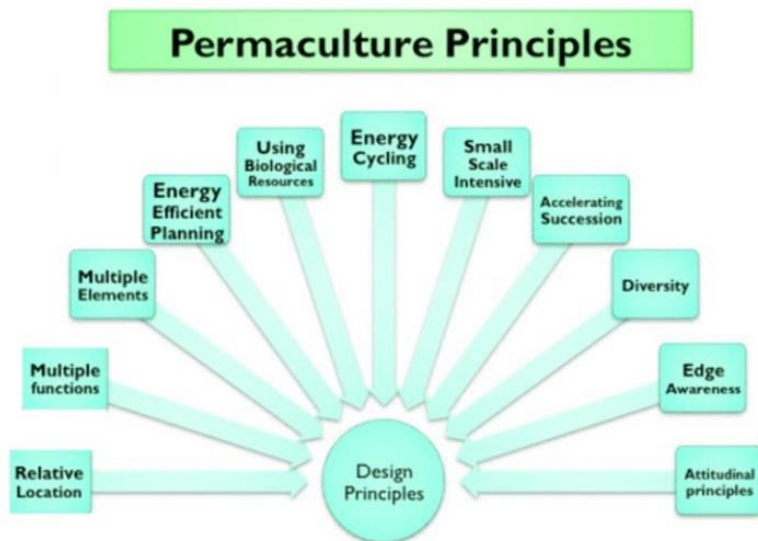 Permaculture Principles
Relative
Location
Multiple
functions
Multiple
Elements
Energy
Efficient
Planning
Using
Biological
Resources
Energy
Cycling
Small
Scale
Intensive
Accelerating
Succession
Diversity
Edge
Awareness
Attitudinal
principles
Design
Principles